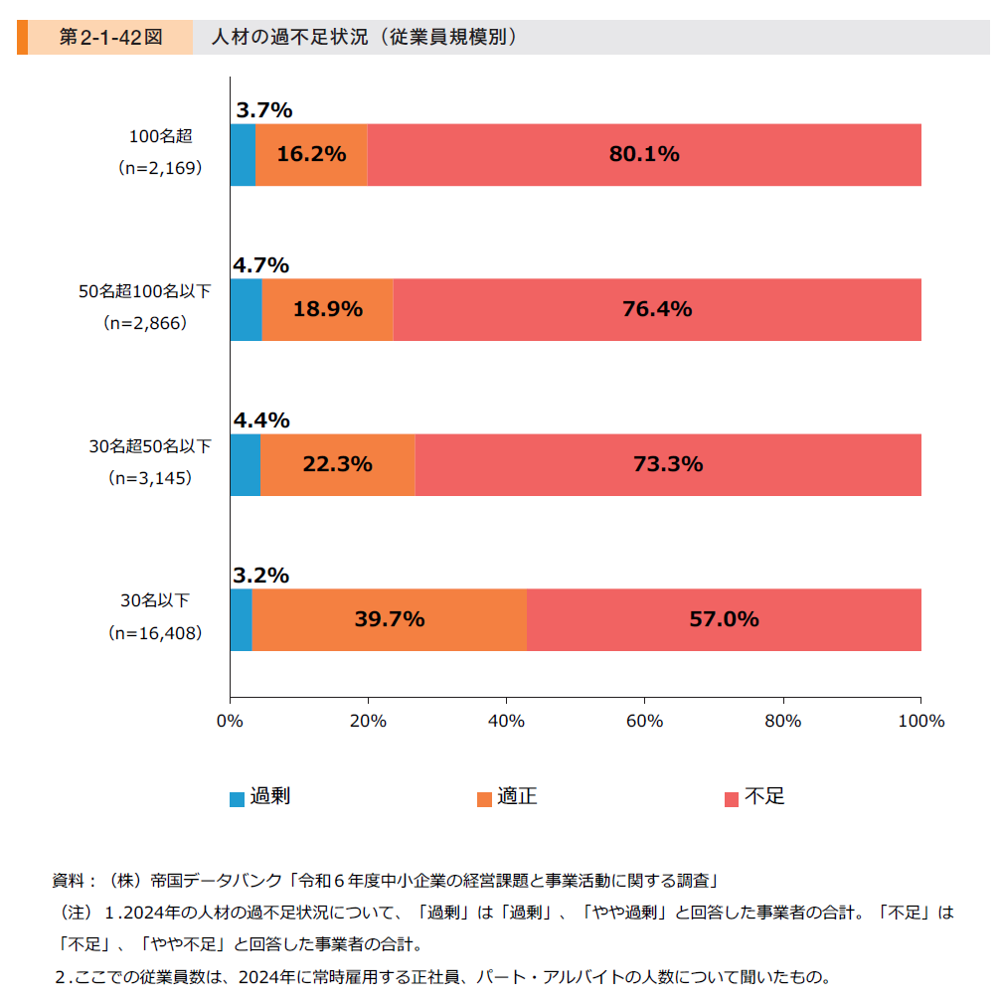 第2-1-42図 人材の過不足状況（従業員規模別）
3.7%
100名超
（n=2,169）
16.2% 80.1%
4.7%
50名超100名以下
（n=2,866）
18.9% 76.4%
4.4%
30名超50名以下
（n=3,145）
22.3% 73.3%
3.2%
30名以下
（n=16,408）
39.7% 57.0%
0% 20% 40% 60% 80% 100%
過剰 適正 不足
資料：（株）帝国データバンク「令和６年度中小企業の経営課題と事業活動に関する調査」
（注）１.2024年の人材の過不足状況について、「過剰」は「過剰」、「やや過剰」と回答した事業者の合計。「不足」は
「不足」、「やや不足」と回答した事業者の合計。
２.ここでの従業員数は、2024年に常時雇用する正社員、パート・アルバイトの人数について聞いたもの。